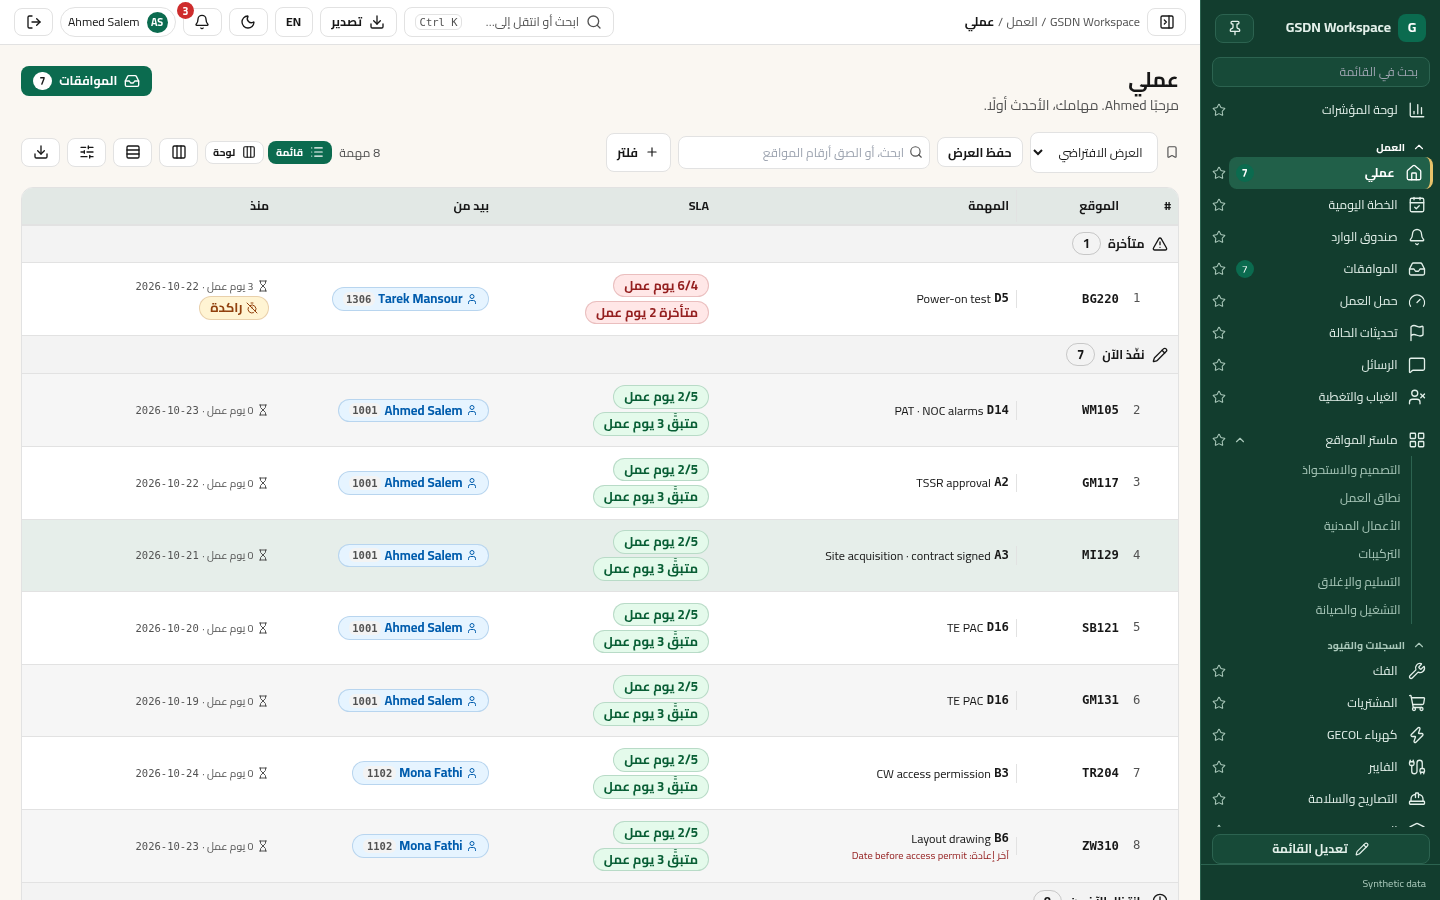 G GSDN Workspace
بحث في القائمة
لوحة المؤشرات
العمل
عملي 7
الخطة اليومية
صندوق الوارد
الموافقات 7
حمل العمل
تحديثات الحالة
الرسائل
الغياب والتغطية
ماستر المواقع
التصميم والاستحواذ
نطاق العمل
الأعمال المدنية
التركيبات
التسليم والإغلاق
التشغيل والصيانة
السجلات والقيود
الفك
المشتريات
كهرباء GECOL
الفايبر
التصاريح والسلامة
تعديل القائمة
Synthetic data
GSDN Workspace / العمل / عملي
ابحث أو انتقل إلى... Ctrl K
تصدير
EN
3
AS Ahmed Salem
عملي
مرحبًا Ahmed. مهامك، الأحدث أولًا.
الموافقات 7
العرض الافتراضي
حفظ العرض
ابحث، أو الصق أرقام المواقع
فلتر
8 مهمة
قائمة
لوحة
# الموقع المهمة SLA بيد من منذ
متأخرة 1
1 BG220 D5 Power-on test 6/4 يوم عمل متأخرة 2 يوم عمل Tarek Mansour 1306 3 يوم عمل · 2026-10-22 راكدة
نفّذ الآن 7
2 WM105 D14 PAT · NOC alarms 2/5 يوم عمل متبقٍّ 3 يوم عمل Ahmed Salem 1001 0 يوم عمل · 2026-10-23
3 GM117 A2 TSSR approval 2/5 يوم عمل متبقٍّ 3 يوم عمل Ahmed Salem 1001 0 يوم عمل · 2026-10-22
4 MI129 A3 Site acquisition · contract signed 2/5 يوم عمل متبقٍّ 3 يوم عمل Ahmed Salem 1001 0 يوم عمل · 2026-10-21
5 SB121 D16 TE PAC 2/5 يوم عمل متبقٍّ 3 يوم عمل Ahmed Salem 1001 0 يوم عمل · 2026-10-20
6 GM131 D16 TE PAC 2/5 يوم عمل متبقٍّ 3 يوم عمل Ahmed Salem 1001 0 يوم عمل · 2026-10-19
7 TR204 B3 CW access permission 2/5 يوم عمل متبقٍّ 3 يوم عمل Mona Fathi 1102 0 يوم عمل · 2026-10-24
8 ZW310 B6 Layout drawing 2/5 يوم عمل متبقٍّ 3 يوم عمل Mona Fathi 1102 0 يوم عمل · 2026-10-23
آخر إعادة: Date before access permit